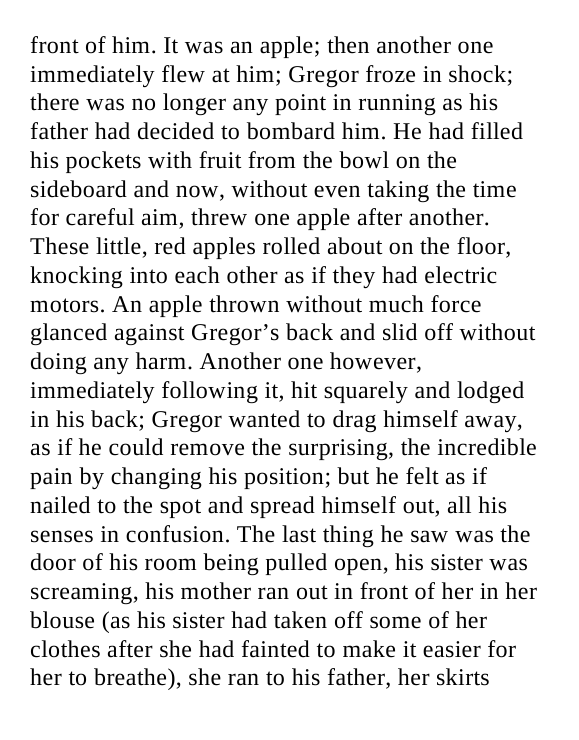 front of him. It was an apple; then another one
immediately flew at him; Gregor froze in shock;
there was no longer any point in running as his
father had decided to bombard him. He had filled
his pockets with fruit from the bowl on the
sideboard and now, without even taking the time
for careful aim, threw one apple after another.
These little, red apples rolled about on the floor,
knocking into each other as if they had electric
motors. An apple thrown without much force
glanced against Gregor’s back and slid off without
doing any harm. Another one however,
immediately following it, hit squarely and lodged
in his back; Gregor wanted to drag himself away,
as if he could remove the surprising, the incredible
pain by changing his position; but he felt as if
nailed to the spot and spread himself out, all his
senses in confusion. The last thing he saw was the
door of his room being pulled open, his sister was
screaming, his mother ran out in front of her in her
blouse (as his sister had taken off some of her
clothes after she had fainted to make it easier for
her to breathe), she ran to his father, her skirts